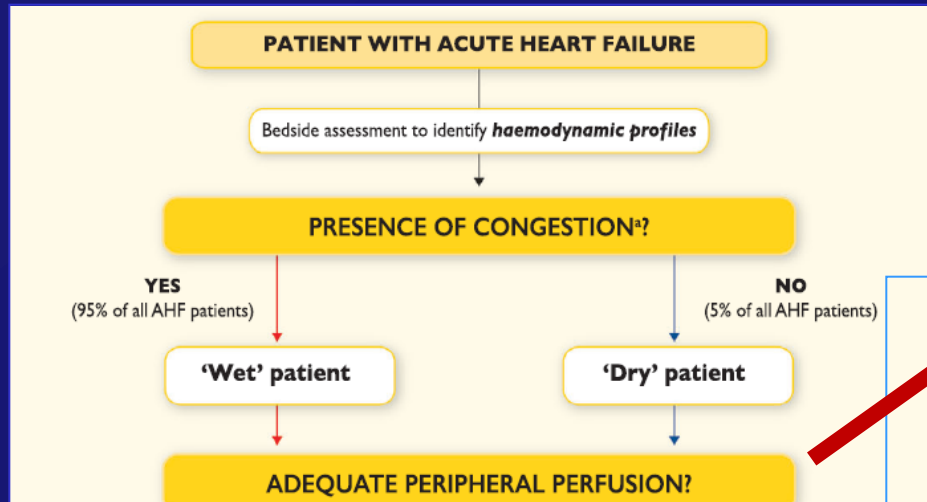 PATIENT WITH ACUTE HEART FAILURE
Bedside assessment to identify haemodynamic profiles
PRESENCE OF CONGESTIONᵃ?
YES
(95% of all AHF patients)
NO
(5% of all AHF patients)
‘Wet’ patient
‘Dry’ patient
ADEQUATE PERIPHERAL PERFUSION?